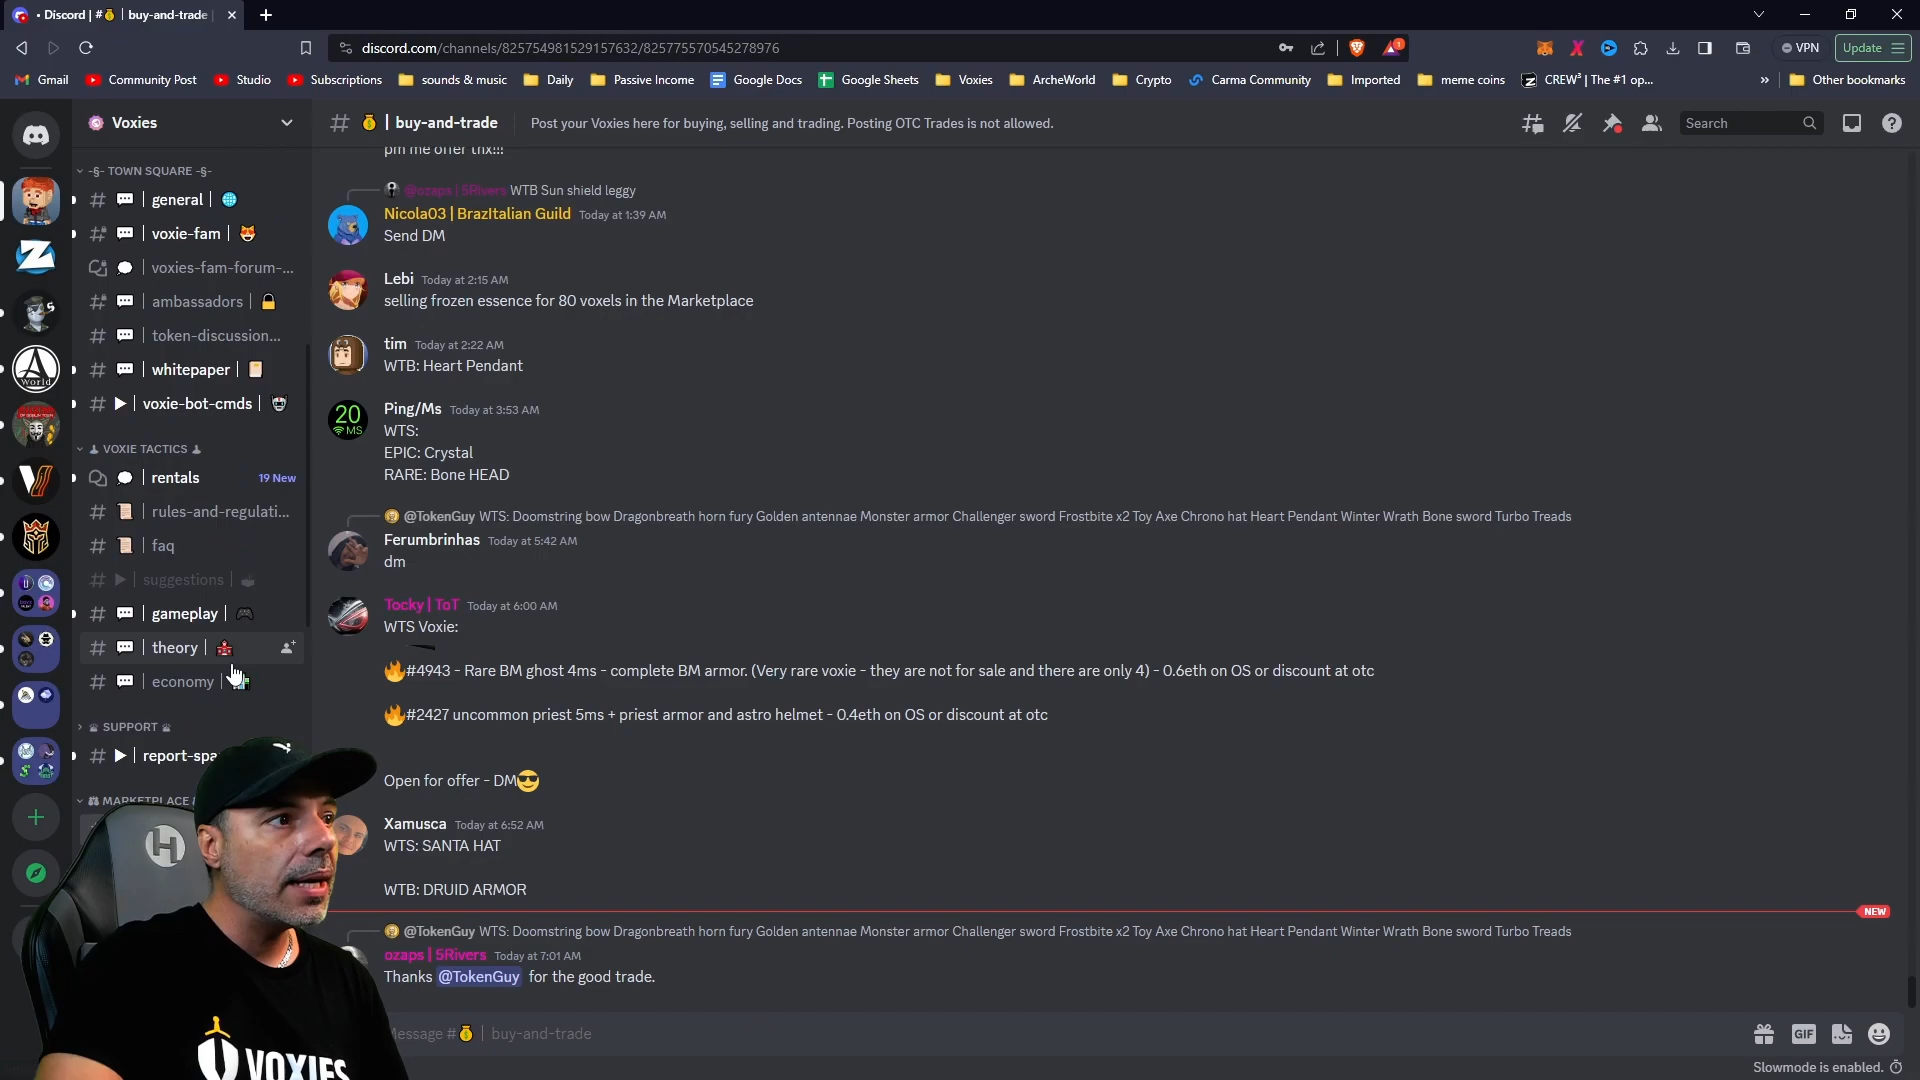 • Discord | # | buy-and-trade
discord.com/channels/825754981529157632/825775570545278976
1
VPN
Update
Gmail
Community Post
Studio
Subscriptions
sounds & music
Daily
Passive Income
Google Docs
Google Sheets
Voxies
ArcheWorld
Crypto
Carma Community
Imported
meme coins
CREW³ | The #1 op...
»
Other bookmarks
Voxies
# | buy-and-trade
Post your Voxies here for buying, selling and trading. Posting OTC Trades is not allowed.
Search
-§- TOWN SQUARE -§-
# | general |
# | voxie-fam |
| voxies-fam-forum-...
# | ambassadors |
# | token-discussion...
# | whitepaper |
# | voxie-bot-cmds |
VOXIE TACTICS
| rentals
19 New
# | rules-and-regulati...
# | faq
# | suggestions |
# | gameplay |
# | theory |
# | economy |
SUPPORT
# | report-spa
MARKETPLACE
World
pm me offer thx!!!
@ozaps | 5Rivers WTB Sun shield leggy
Nicola03 | BrazItalian Guild Today at 1:39 AM
Send DM
Lebi Today at 2:15 AM
selling frozen essence for 80 voxels in the Marketplace
tim Today at 2:22 AM
WTB: Heart Pendant
20
MS
Ping/Ms Today at 3:53 AM
WTS:
EPIC: Crystal
RARE: Bone HEAD
@TokenGuy WTS: Doomstring bow Dragonbreath horn fury Golden antennae Monster armor Challenger sword Frostbite x2 Toy Axe Chrono hat Heart Pendant Winter Wrath Bone sword Turbo Treads
Ferumbrinhas Today at 5:42 AM
dm
Tocky | ToT Today at 6:00 AM
WTS Voxie:
#4943 - Rare BM ghost 4ms - complete BM armor. (Very rare voxie - they are not for sale and there are only 4) - 0.6eth on OS or discount at otc
#2427 uncommon priest 5ms + priest armor and astro helmet - 0.4eth on OS or discount at otc
Open for offer - DM
Xamusca Today at 6:52 AM
WTS: SANTA HAT
WTB: DRUID ARMOR
NEW
@TokenGuy WTS: Doomstring bow Dragonbreath horn fury Golden antennae Monster armor Challenger sword Frostbite x2 Toy Axe Chrono hat Heart Pendant Winter Wrath Bone sword Turbo Treads
ozaps | 5Rivers Today at 7:01 AM
Thanks @TokenGuy for the good trade.
Message # | buy-and-trade
GIF
Slowmode is enabled.
VOXIES